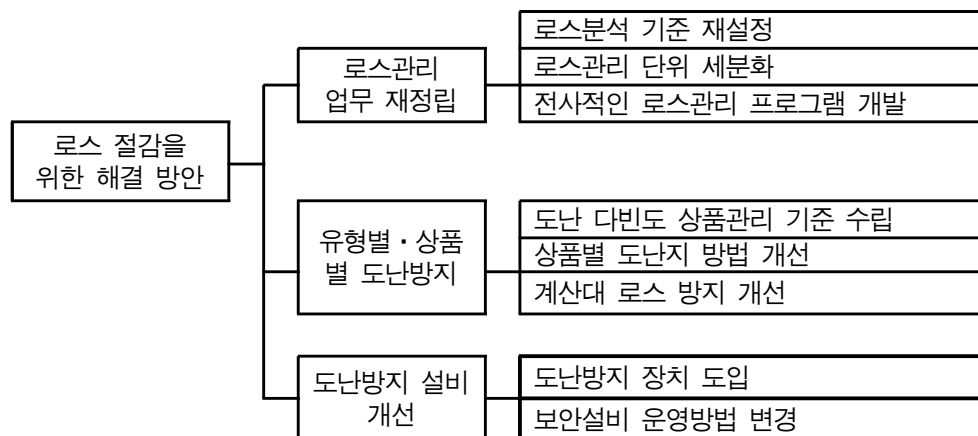 로스 절감을
위한 해결 방안
로스관리
업무 재정립
로스분석 기준 재설정
로스관리 단위 세분화
전사적인 로스관리 프로그램 개발
유형별·상품
별 도난방지
도난 다빈도 상품관리 기준 수립
상품별 도난지 방법 개선
계산대 로스 방지 개선
도난방지 설비
개선
도난방지 장치 도입
보안설비 운영방법 변경